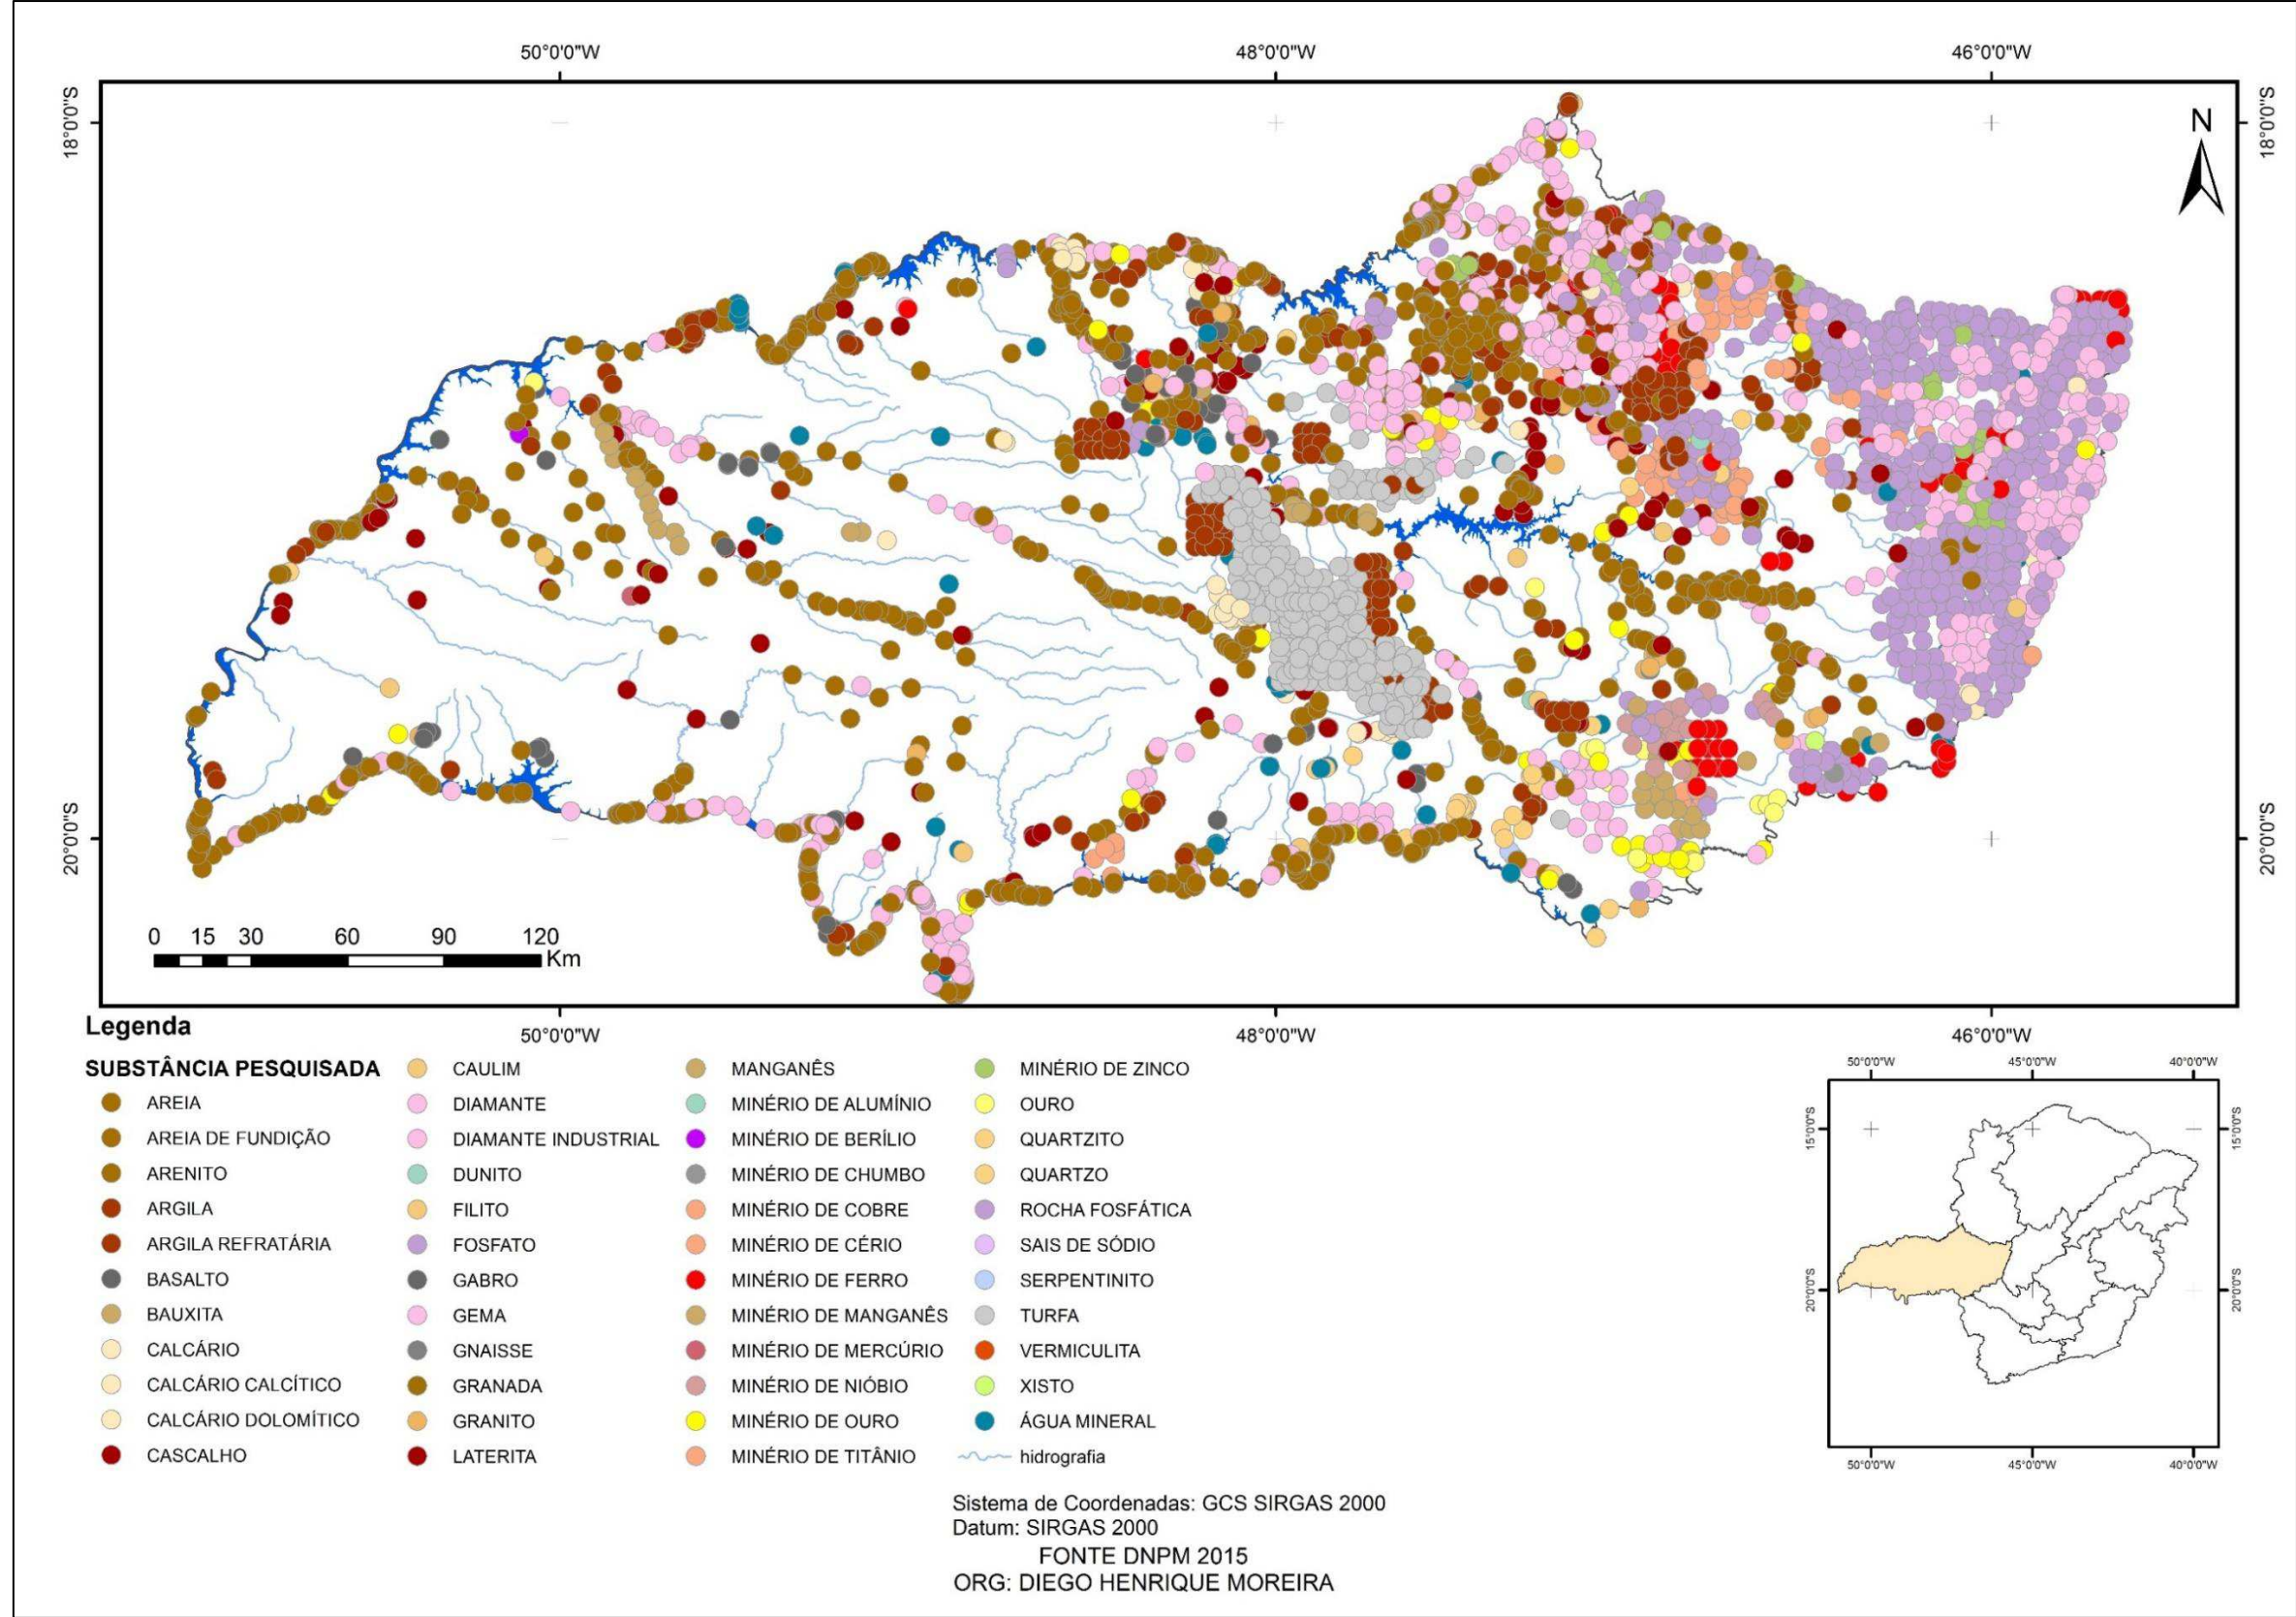 50°0'0"W 48°0'0"W 46°0'0"W
18°0'0"S 18°0'0"S
N
20°0'0"S 20°0'0"S
0 15 30 60 90 120
Km
50°0'0"W 48°0'0"W 46°0'0"W
Legenda
SUBSTÂNCIA PESQUISADA
AREIA
AREIA DE FUNDIÇÃO
ARENITO
ARGILA
ARGILA REFRATÁRIA
BASALTO
BAUXITA
CALCÁRIO
CALCÁRIO CALCÍTICO
CALCÁRIO DOLOMÍTICO
CASCALHO
CAULIM
DIAMANTE
DIAMANTE INDUSTRIAL
DUNITO
FILITO
FOSFATO
GABRO
GEMA
GNAISSE
GRANADA
GRANITO
LATERITA
MANGANÊS
MINÉRIO DE ALUMÍNIO
MINÉRIO DE BERÍLIO
MINÉRIO DE CHUMBO
MINÉRIO DE COBRE
MINÉRIO DE CÉRIO
MINÉRIO DE FERRO
MINÉRIO DE MANGANÊS
MINÉRIO DE MERCÚRIO
MINÉRIO DE NIÓBIO
MINÉRIO DE OURO
MINÉRIO DE TITÂNIO
MINÉRIO DE ZINCO
OURO
QUARTZITO
QUARTZO
ROCHA FOSFÁTICA
SAIS DE SÓDIO
SERPENTINITO
TURFA
VERMICULITA
XISTO
ÁGUA MINERAL
hidrografia
50°0'0"W 45°0'0"W 40°0'0"W
15°0'0"S 15°0'0"S
20°0'0"S 20°0'0"S
50°0'0"W 45°0'0"W 40°0'0"W
Sistema de Coordenadas: GCS SIRGAS 2000
Datum: SIRGAS 2000
FONTE DNPM 2015
ORG: DIEGO HENRIQUE MOREIRA